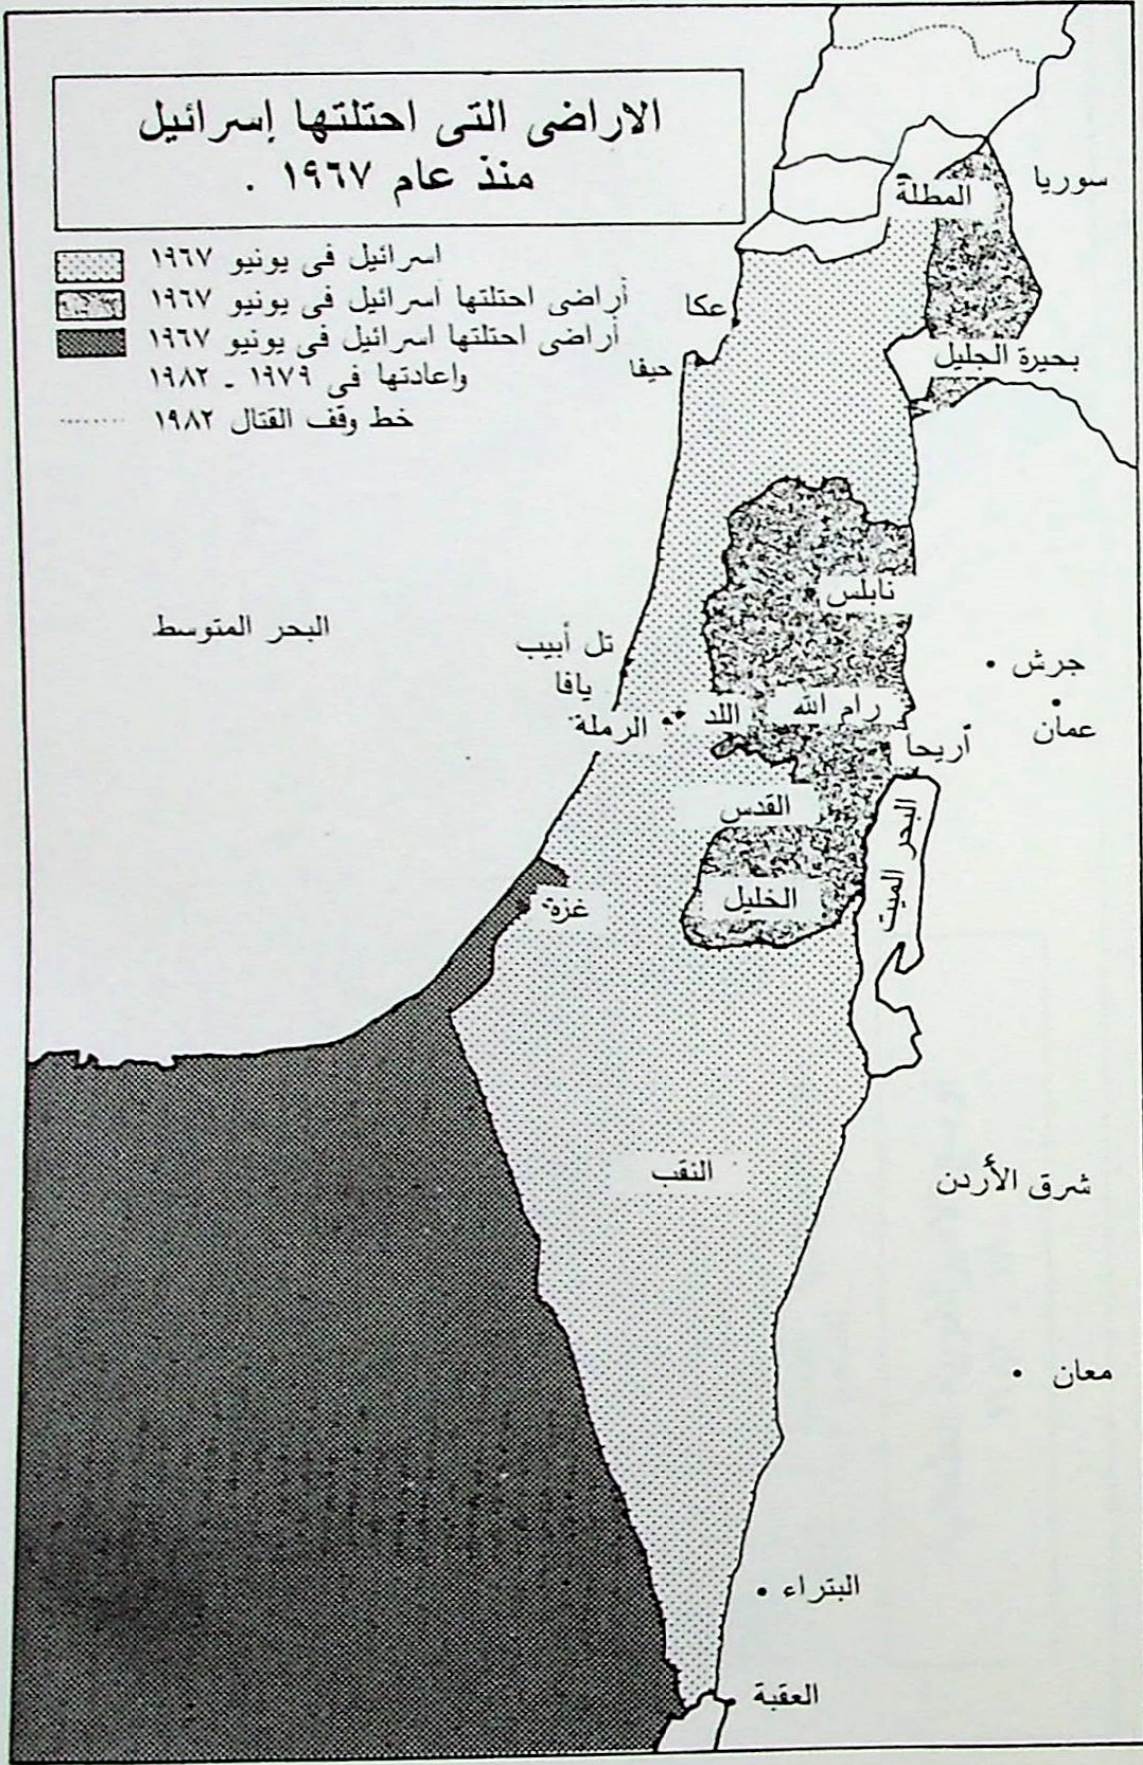 الاراضى التى احتلتها إسرائيل
منذ عام ١٩٦٧ .
اسرائيل فى يونيو ١٩٦٧
أراضى احتلتها اسرائيل فى يونيو ١٩٦٧
أراضى احتلتها اسرائيل فى يونيو ١٩٦٧
واعادتها فى ١٩٧٩ - ١٩٨٢
خط وقف القتال ١٩٨٢
سوريا
المطلة
عكا
حيفا
بحيرة الجليل
نابلس
البحر المتوسط
تل أبيب
يافا
جرش
رام الله
اللد
الرملة
عمان
أريحا
القدس
البحر الميت
الخليل
غزة
النقب
شرق الأردن
معان
البتراء
العقبة